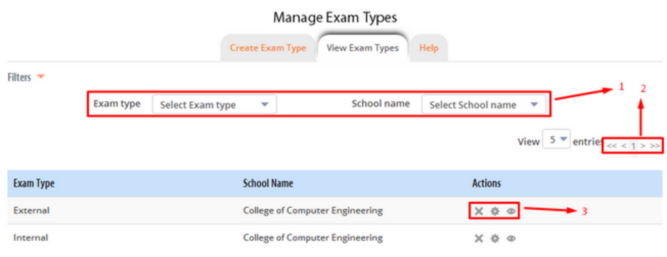 Manage Exam Types
Create Exam Type View Exam Types Help
Filters
Exam type Select Exam type School name Select School name 1 2
View 5 entries << < 1 > >>
Exam Type School Name Actions
External College of Computer Engineering 3
Internal College of Computer Engineering